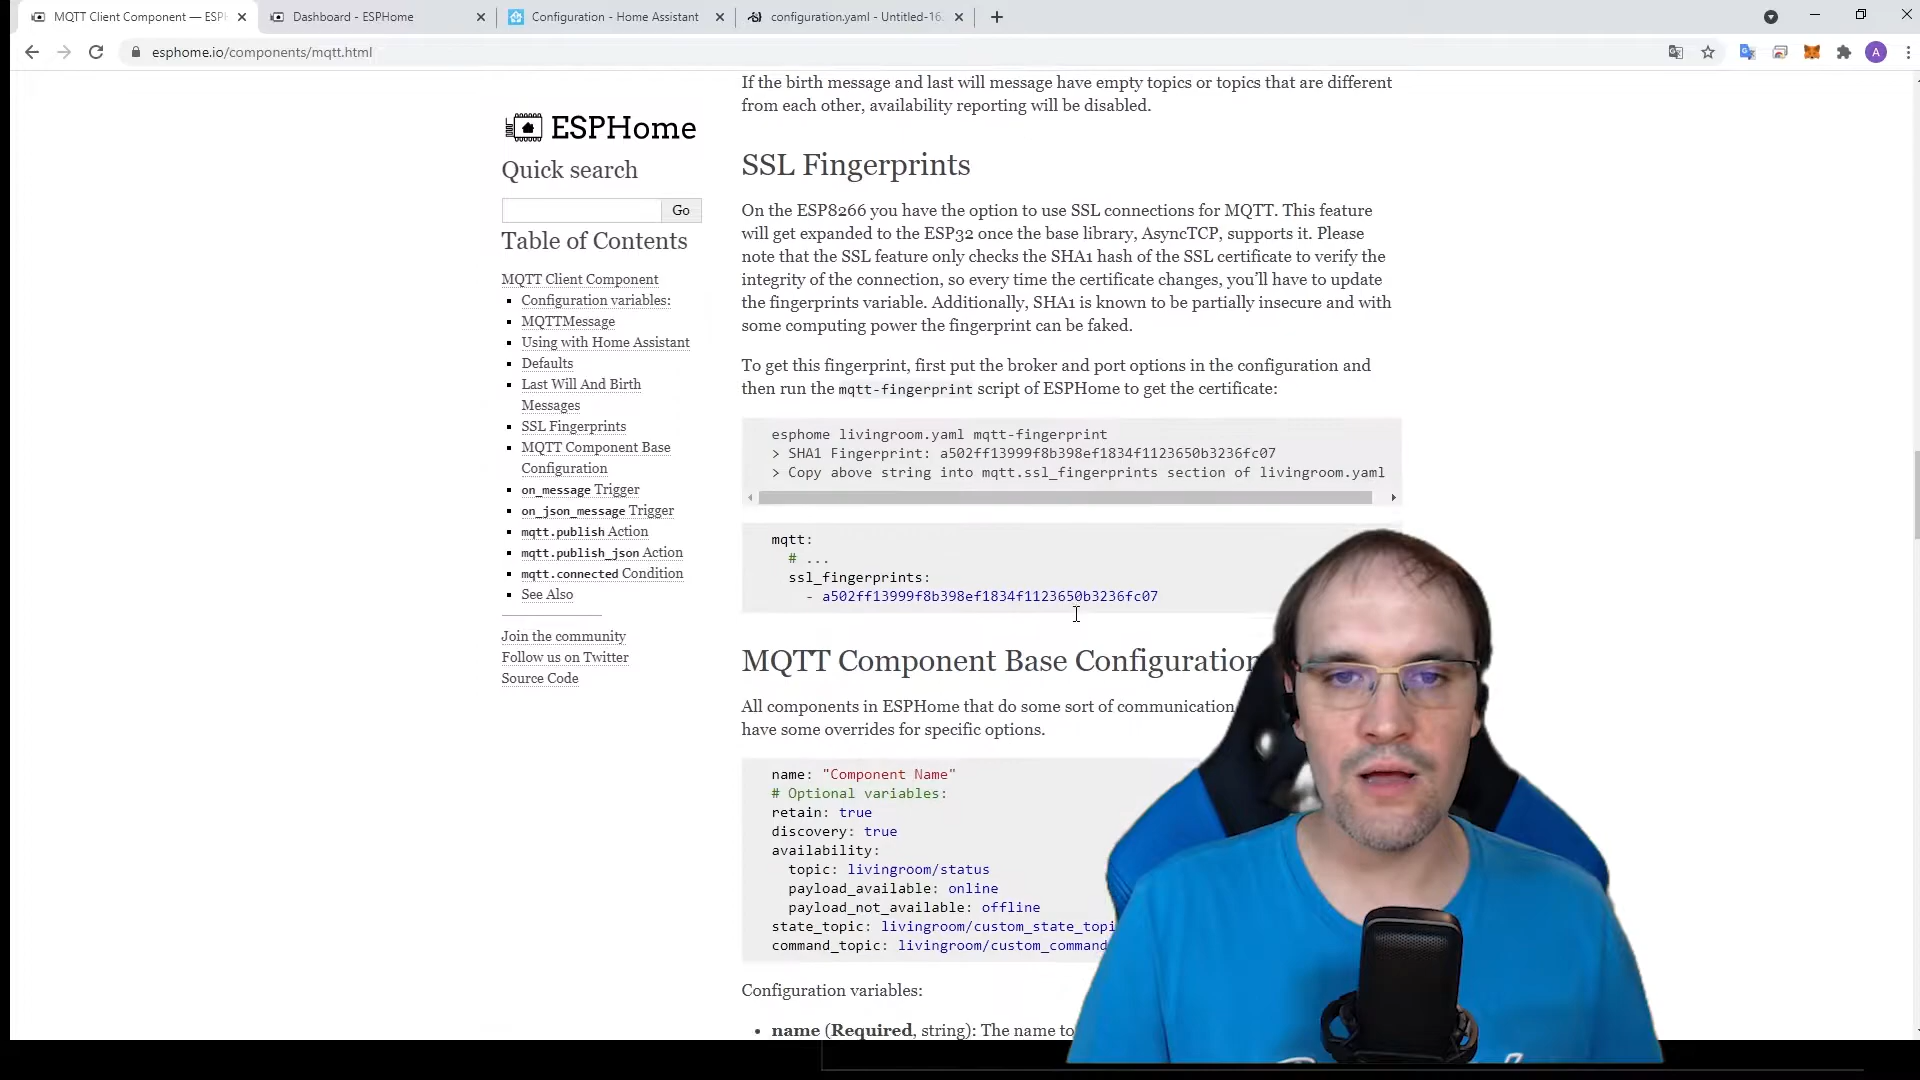 MQTT Client Component — ESPH
Dashboard - ESPHome
Configuration - Home Assistant
configuration.yaml - Untitled-16.
esphome.io/components/mqtt.html
A
If the birth message and last will message have empty topics or topics that are different
from each other, availability reporting will be disabled.
ESPHome
Quick search
Go
Table of Contents
MQTT Client Component
Configuration variables:
MQTTMessage
Using with Home Assistant
Defaults
Last Will And Birth
Messages
SSL Fingerprints
MQTT Component Base
Configuration
on_message Trigger
on_json_message Trigger
mqtt.publish Action
mqtt.publish_json Action
mqtt.connected Condition
See Also
Join the community
Follow us on Twitter
Source Code
SSL Fingerprints
On the ESP8266 you have the option to use SSL connections for MQTT. This feature
will get expanded to the ESP32 once the base library, AsyncTCP, supports it. Please
note that the SSL feature only checks the SHA1 hash of the SSL certificate to verify the
integrity of the connection, so every time the certificate changes, you’ll have to update
the fingerprints variable. Additionally, SHA1 is known to be partially insecure and with
some computing power the fingerprint can be faked.
To get this fingerprint, first put the broker and port options in the configuration and
then run the mqtt-fingerprint script of ESPHome to get the certificate:
esphome livingroom.yaml mqtt-fingerprint
> SHA1 Fingerprint: a502ff13999f8b398ef1834f1123650b3236fc07
> Copy above string into mqtt.ssl_fingerprints section of livingroom.yaml
mqtt:
# ...
ssl_fingerprints:
- a502ff13999f8b398ef1834f1123650b3236fc07
MQTT Component Base Configuration
All components in ESPHome that do some sort of communication
have some overrides for specific options.
name: "Component Name"
# Optional variables:
retain: true
discovery: true
availability:
topic: livingroom/status
payload_available: online
payload_not_available: offline
state_topic: livingroom/custom_state_topi
command_topic: livingroom/custom_command
Configuration variables:
name (Required, string): The name to